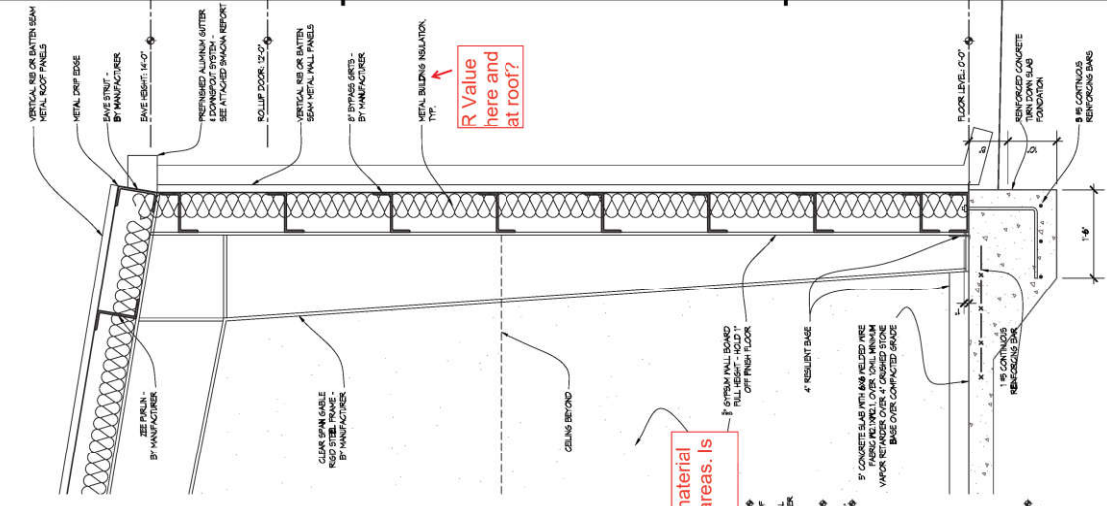 VERTICAL RIB OR BATTEN SEAM
METAL ROOF PANELS
METAL DRIP EDGE
EAVE STRUT -
BY MANUFACTURER
EAVE HEIGHT: 14'-0"
PREFINISHED ALUMINUM GUTTER
& DOWNSPOUT SYSTEM -
SEE ATTACHED SMACNA REPORT
ROLLUP DOOR: 12'-0"
VERTICAL RIB OR BATTEN
SEAM METAL WALL PANELS
8" BYPASS GIRTS -
BY MANUFACTURER
METAL BUILDING INSULATION,
TYP.
R Value
here and
at roof?
FLOOR LEVEL: 0'-0"
REINFORCED CONCRETE
TURN DOWN SLAB
FOUNDATION
3 #5 CONTINUOUS
REINFORCING BARS
1'-6"
ZEE PURLIN -
BY MANUFACTURER
CLEAR SPAN GABLE
RIGID STEEL FRAME -
BY MANUFACTURER
CEILING BEYOND
GYPSUM WALL BOARD
FULL HEIGHT - HOLD 1"
OFF FINISH FLOOR
4" RESILIENT BASE
5" CONCRETE SLAB WITH 6X6 WELDED WIRE
FABRIC OVER 10MIL MINIMUM
VAPOR RETARDER OVER 4" CRUSHED STONE
BASE OVER COMPACTED GRADE
1 #5 CONTINUOUS
REINFORCING BAR
1"
material
areas. Is